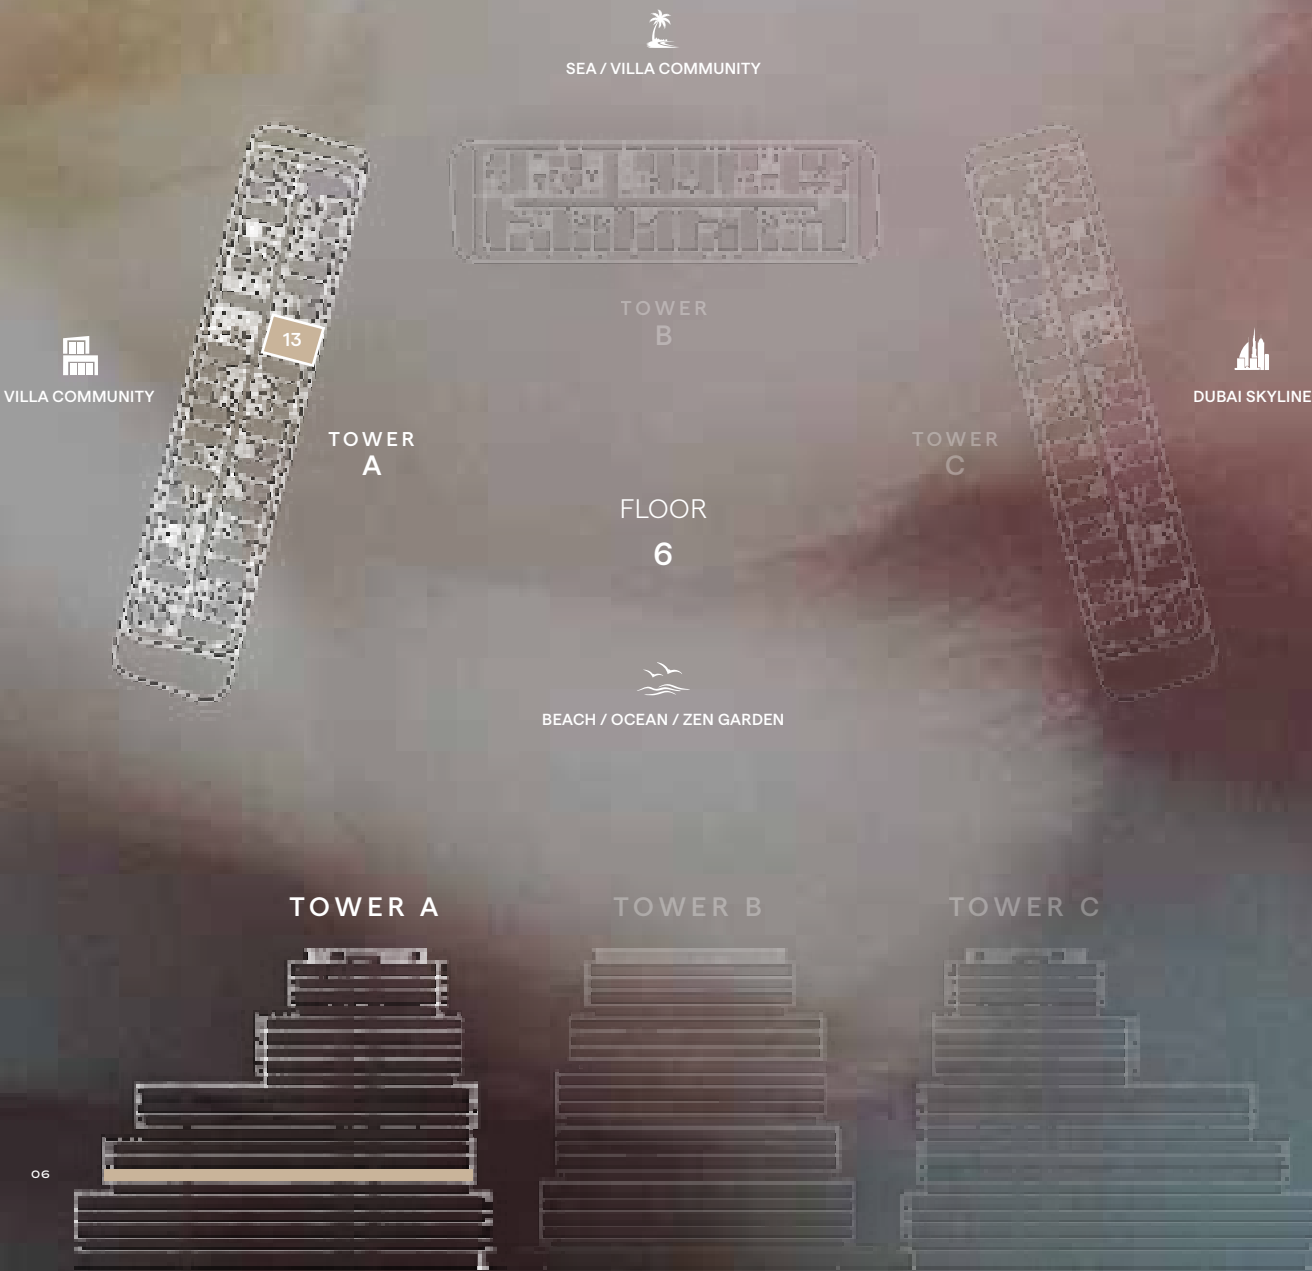 SEA / VILLA COMMUNITY
TOWER
B
13
VILLA COMMUNITY
DUBAI SKYLINE
TOWER
A
TOWER
C
FLOOR
6
BEACH / OCEAN / ZEN GARDEN
TOWER A
TOWER B
TOWER C
06